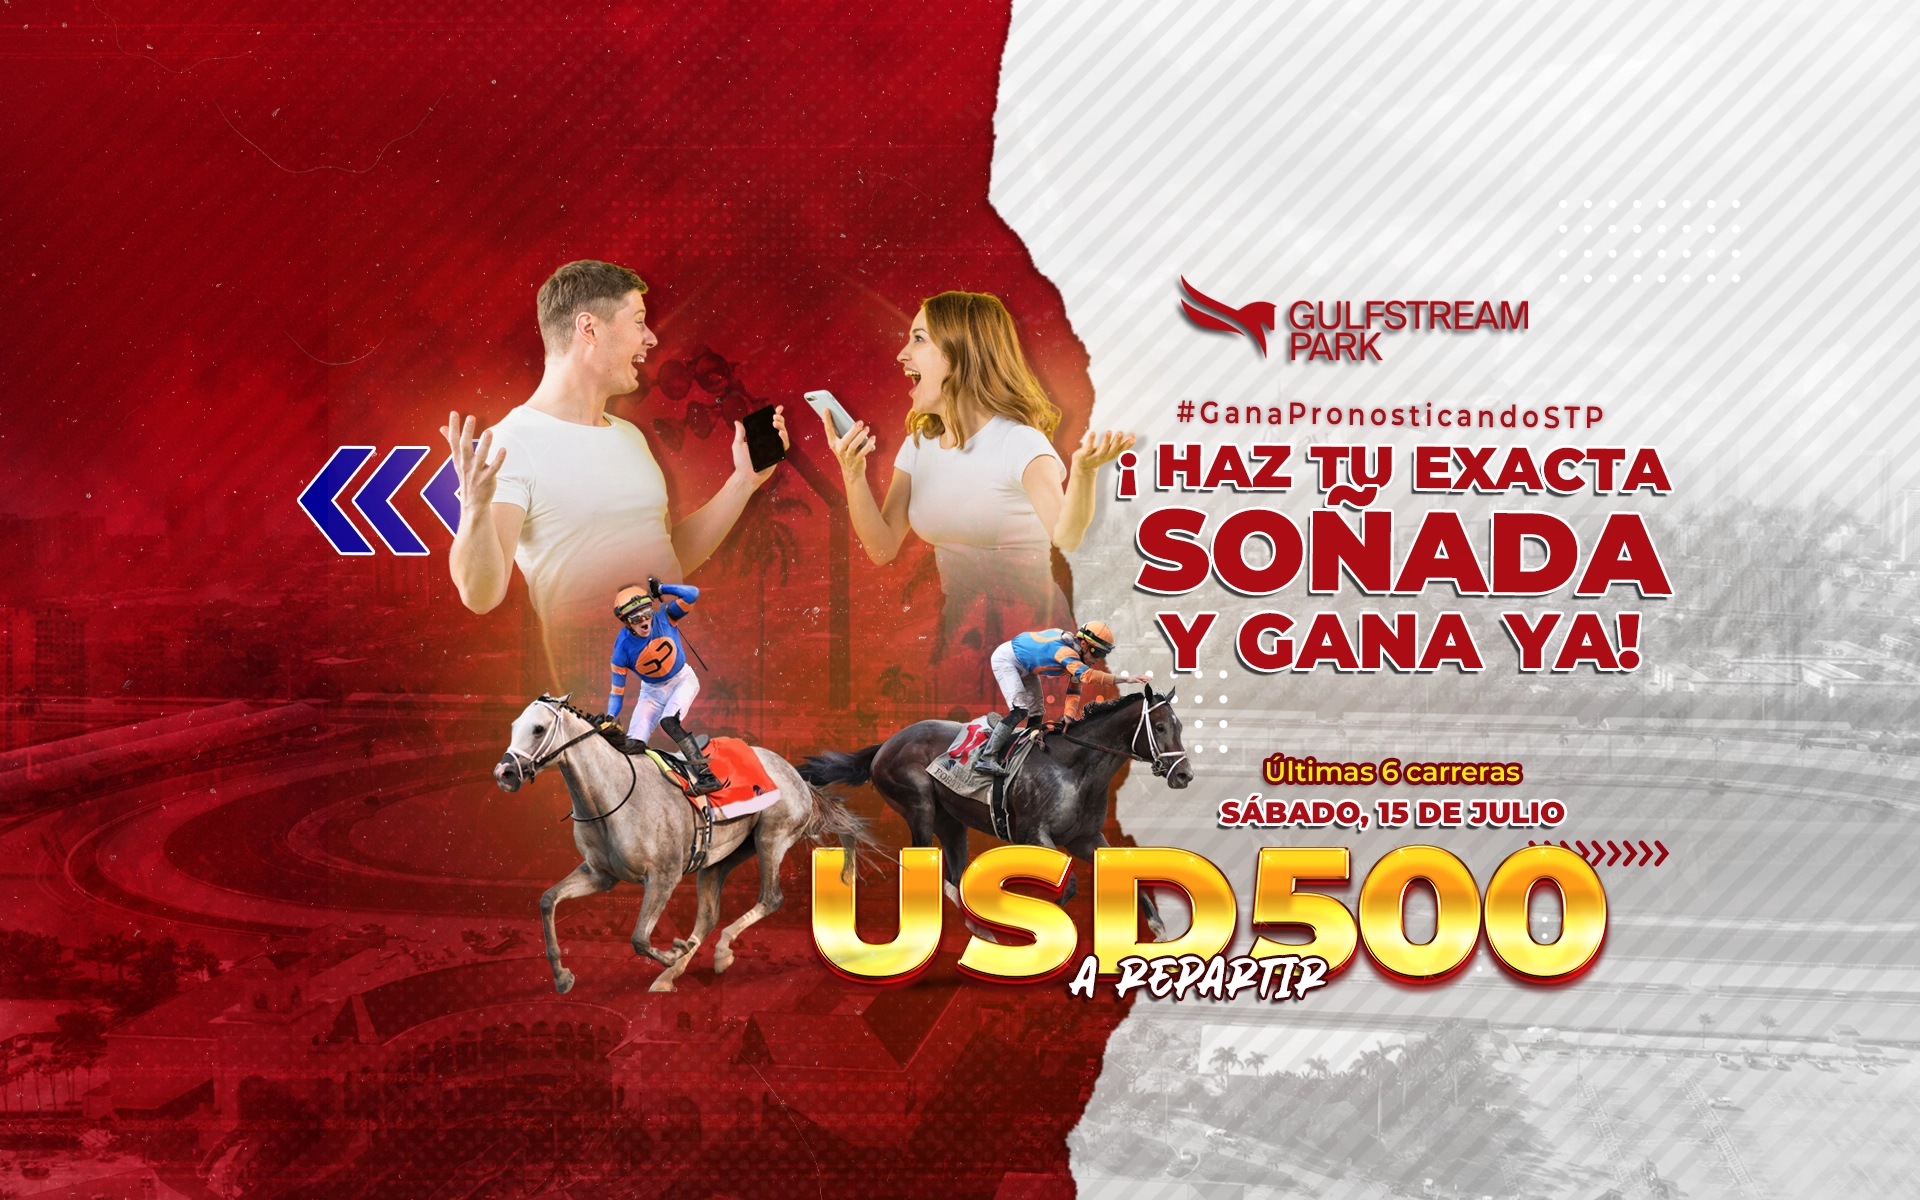 GULFSTREAM
PARK
#GanaPronosticandoSTP
¡ HAZ TU EXACTA
SOÑADA
Y GANA YA!
Últimas 6 carreras
SÁBADO, 15 DE JULIO
USD500
A REPARTIR